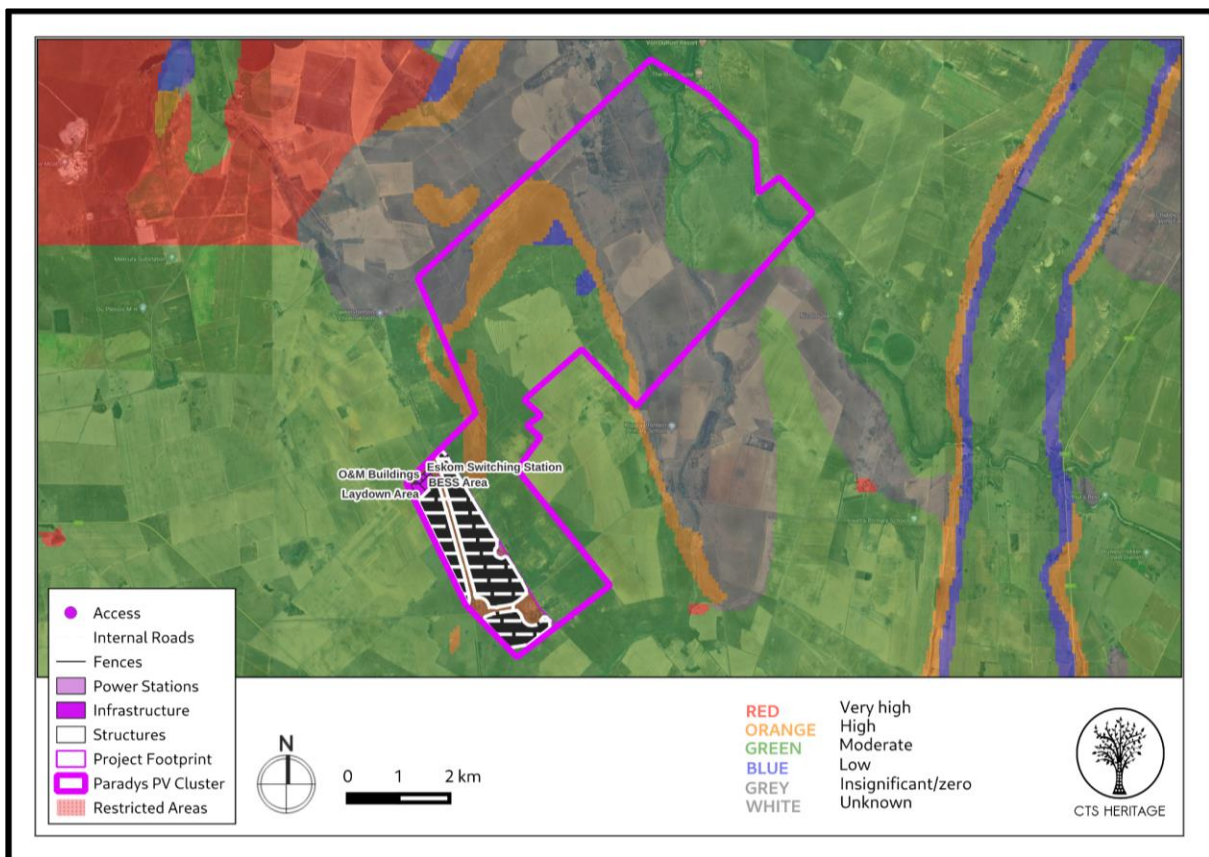 O&M Buildings
Eskom Switching Station
BESS Area
Laydown Area
Access
Internal Roads
Fences
Power Stations
Infrastructure
Structures
Project Footprint
Paradys PV Cluster
Restricted Areas
N
0 1 2 km
RED Very high
ORANGE High
GREEN Moderate
BLUE Low
GREY Insignificant/zero
WHITE Unknown
CTS HERITAGE